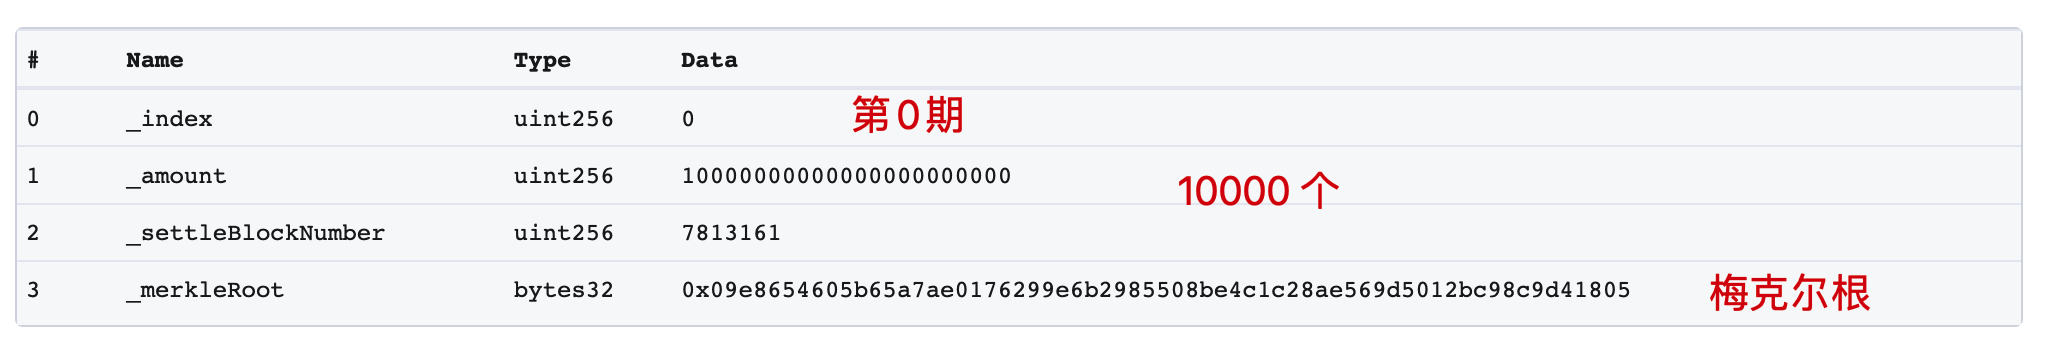 # Name Type Data
0 _index uint256 0 第0期
1 _amount uint256 10000000000000000000000 10000 个
2 _settleBlockNumber uint256 7813161
3 _merkleRoot bytes32 0x09e8654605b65a7ae0176299e6b2985508be4c1c28ae569d5012bc98c9d41805 梅克尔根